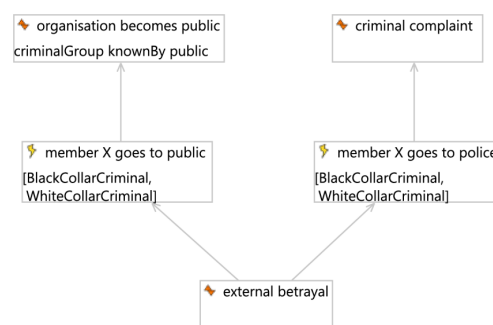 organisation becomes public
criminalGroup knownBy public
criminal complaint
member X goes to public
[BlackCollarCriminal,
WhiteCollarCriminal]
member X goes to police
[BlackCollarCriminal,
WhiteCollarCriminal]
external betrayal